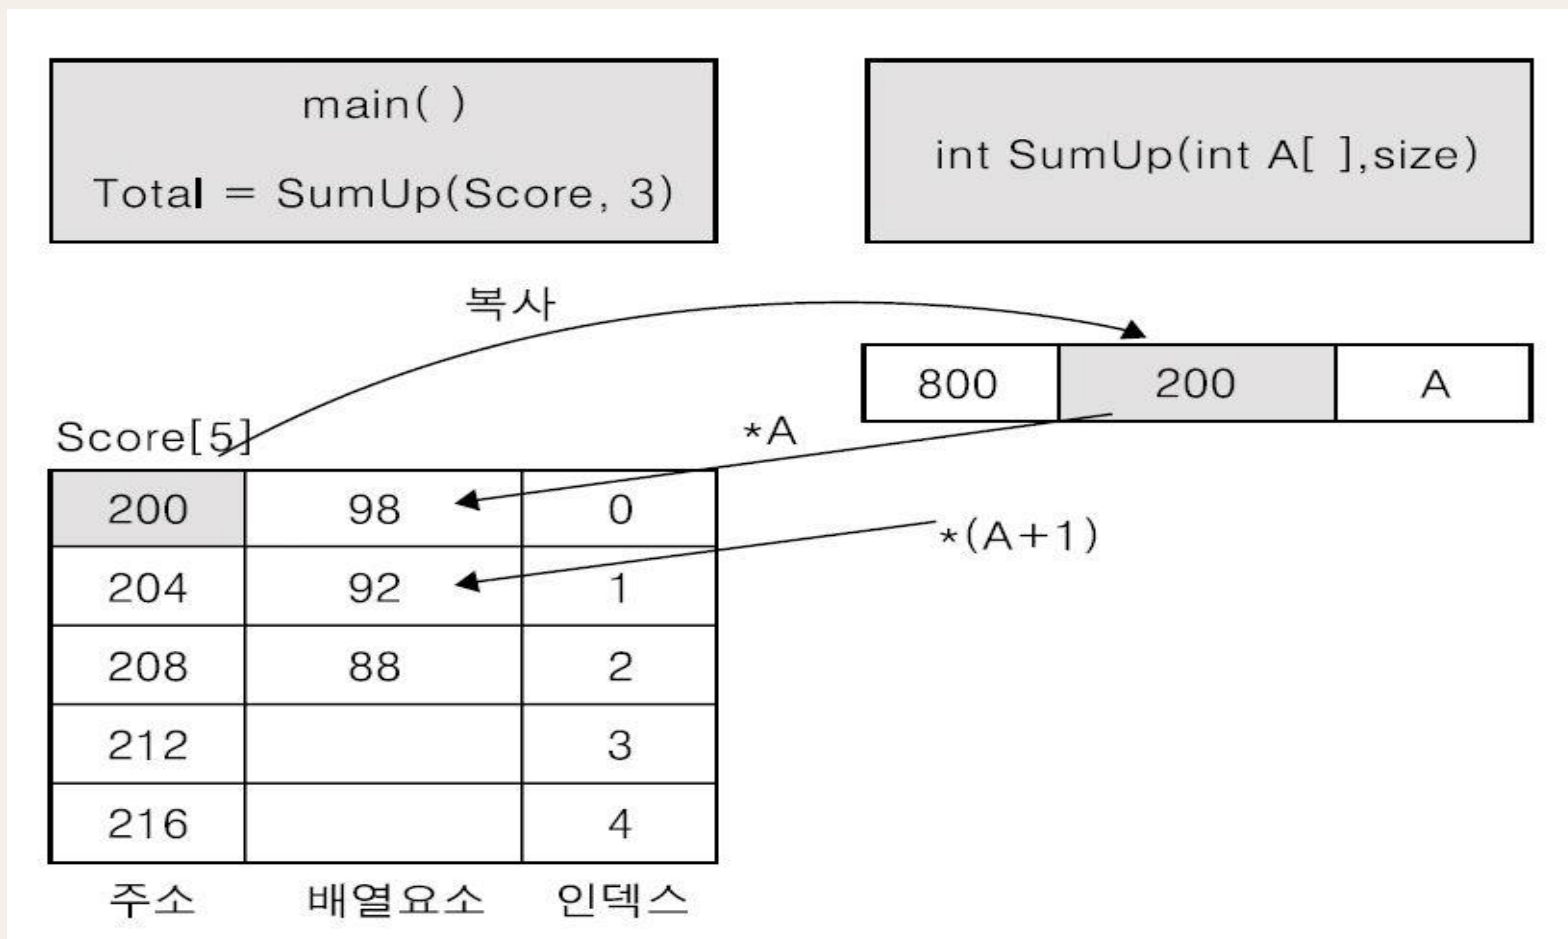 main( )
Total = SumUp(Score, 3)
int SumUp(int A[ ],size)
복사
800 200 A
Score[5]
*A
200 98 0
*(A+1)
204 92 1
208 88 2
212 3
216 4
주소 배열요소 인덱스